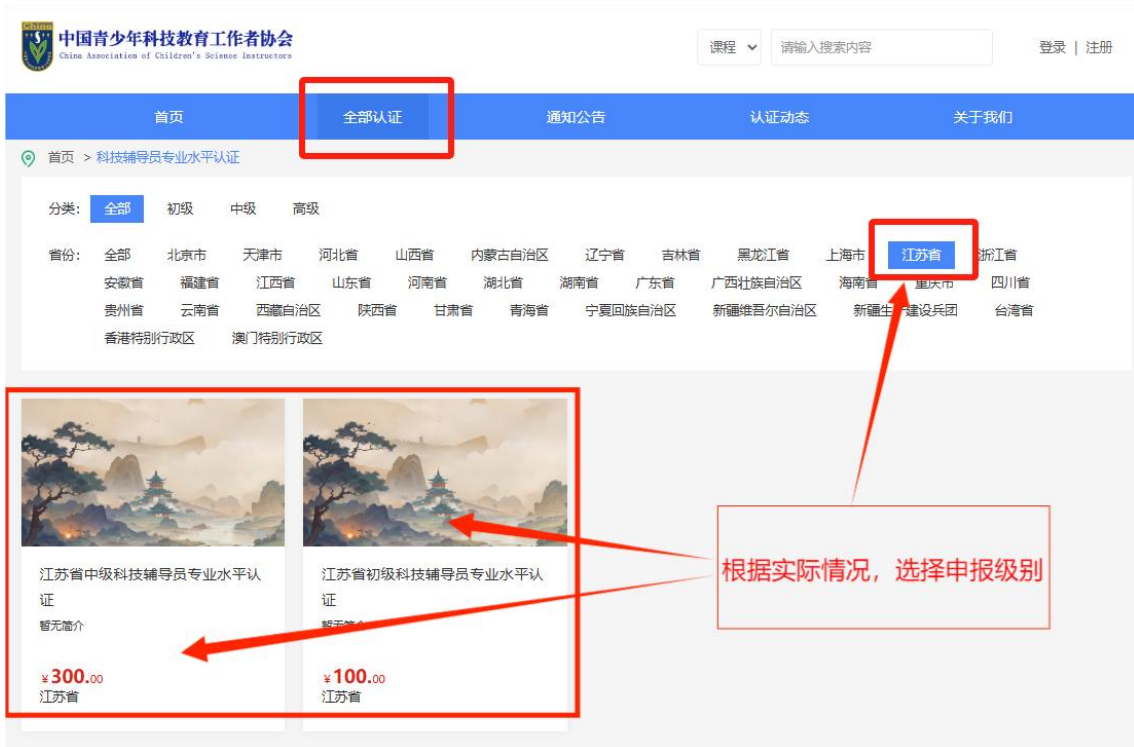 中国青少年科技教育工作者协会
China Association of Children's Science Instructors
课程 请输入搜索内容 登录 | 注册
首页 全部认证 通知公告 认证动态 关于我们
首页 > 科技辅导员专业水平认证
分类: 全部 初级 中级 高级
省份: 全部 北京市 天津市 河北省 山西省 内蒙古自治区 辽宁省 吉林省 黑龙江省 上海市 江苏省 浙江省
安徽省 福建省 江西省 山东省 河南省 湖北省 湖南省 广东省 广西壮族自治区 海南省 重庆市 四川省
贵州省 云南省 西藏自治区 陕西省 甘肃省 青海省 宁夏回族自治区 新疆维吾尔自治区 新疆生 建设兵团 台湾省
香港特别行政区 澳门特别行政区
根据实际情况，选择申报级别
江苏省中级科技辅导员专业水平认
证
暂无简介
¥300.00
江苏省
江苏省初级科技辅导员专业水平认
证
暂无简介
¥100.00
江苏省